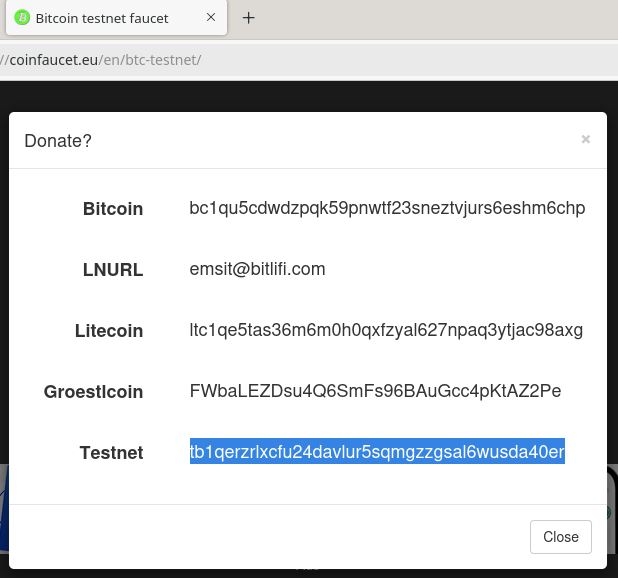 Bitcoin testnet faucet × +
//coinfaucet.eu/en/btc-testnet/
Donate? ×
Bitcoin bc1qu5cdwdzpqk59pnwtf23sneztvjurs6eshm6chp
LNURL emsit@bitlifi.com
Litecoin ltc1qe5tas36m6m0h0qxfzyal627npaq3ytjac98axg
Groestlcoin FWbaLEZDsu4Q6SmFs96BAuGcc4pKtAZ2Pe
Testnet tb1qerzrlxcfu24davlur5sqmgzzgsal6wusda40er
Close